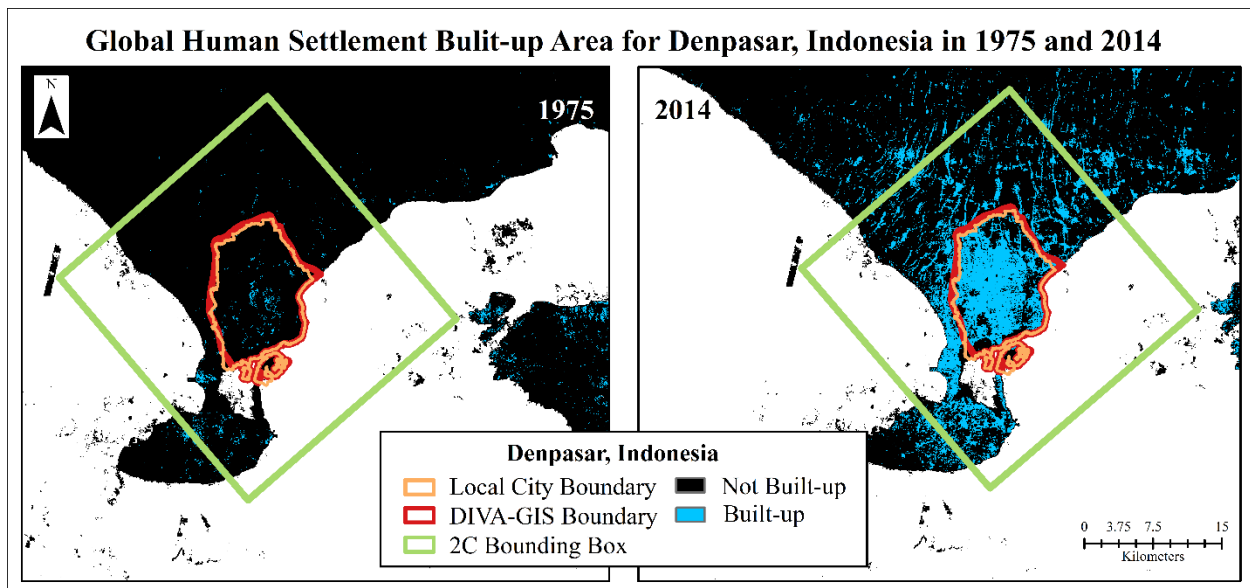 Global Human Settlement Bulit-up Area for Denpasar, Indonesia in 1975 and 2014
N
1975
2014
Denpasar, Indonesia
Local City Boundary
Not Built-up
DIVA-GIS Boundary
Built-up
2C Bounding Box
0 3.75 7.5 15
Kilometers